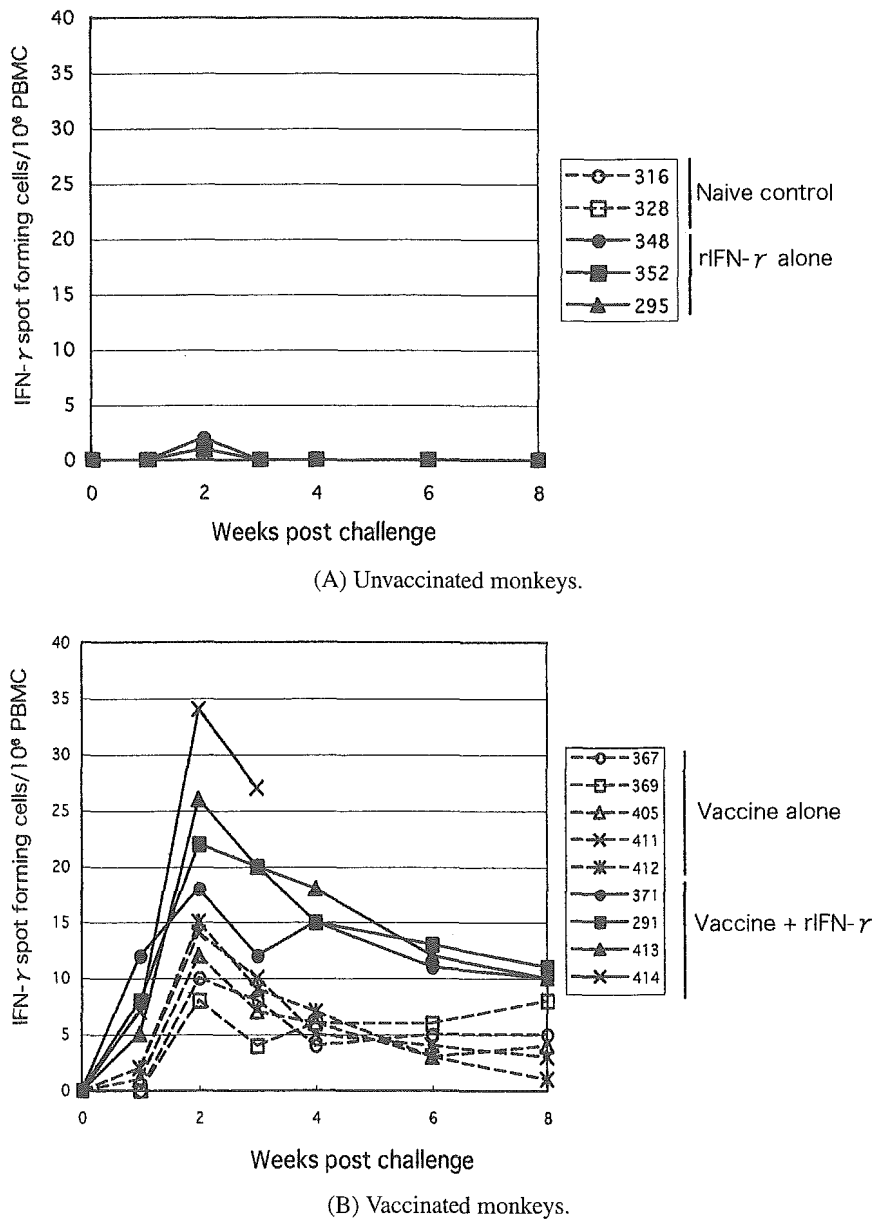 40
35
30
25
20
15
10
5
0
IFN-γ spot forming cells/10⁶ PBMC
0 2 4 6 8
Weeks post challenge
316
328
348
352
295
Naive control
rIFN-γ alone
(A) Unvaccinated monkeys.
40
35
30
25
20
15
10
5
0
IFN-γ spot forming cells/10⁶ PBMC
0 2 4 6 8
Weeks post challenge
367
369
405
411
412
371
291
413
414
Vaccine alone
Vaccine + rIFN-γ
(B) Vaccinated monkeys.